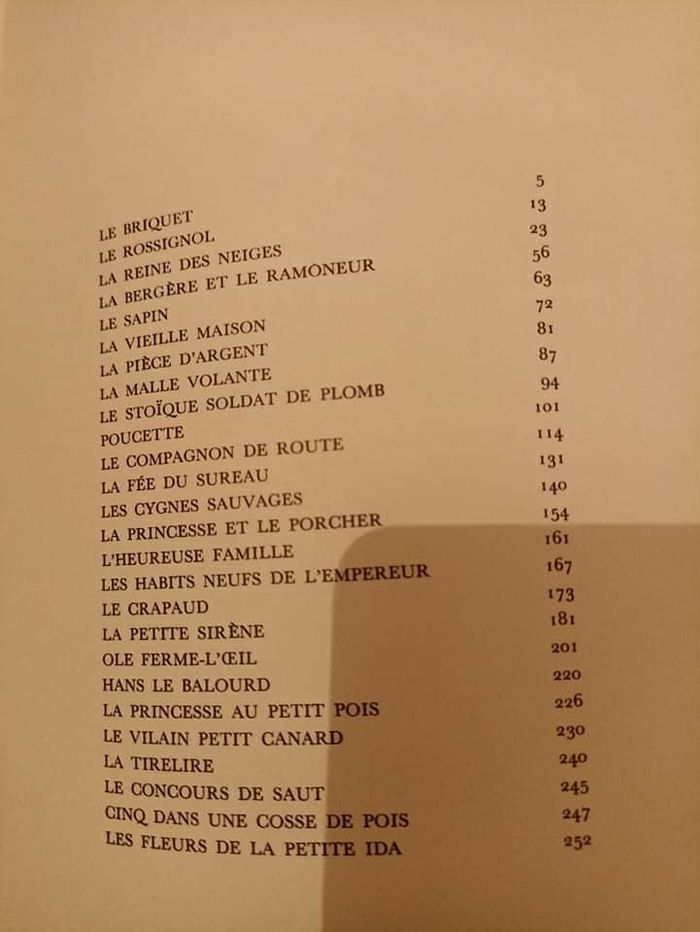 LE BRIQUET 5
LE ROSSIGNOL 13
LA REINE DES NEIGES 23
LA BERGÈRE ET LE RAMONEUR 56
LE SAPIN 63
LA VIEILLE MAISON 72
LA PIÈCE D'ARGENT 81
LA MALLE VOLANTE 87
LE STOÏQUE SOLDAT DE PLOMB 94
POUCETTE 101
LE COMPAGNON DE ROUTE 114
LA FÉE DU SUREAU 131
LES CYGNES SAUVAGES 140
LA PRINCESSE ET LE PORCHER 154
L'HEUREUSE FAMILLE 161
LES HABITS NEUFS DE L'EMPEREUR 167
LE CRAPAUD 173
LA PETITE SIRÈNE 181
OLE FERME-L'ŒIL 201
HANS LE BALOURD 220
LA PRINCESSE AU PETIT POIS 226
LE VILAIN PETIT CANARD 230
LA TIRELIRE 240
LE CONCOURS DE SAUT 245
CINQ DANS UNE COSSE DE POIS 247
LES FLEURS DE LA PETITE IDA 252